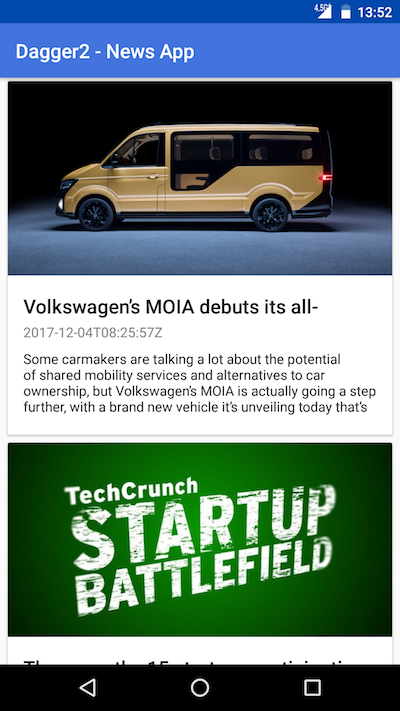 4.5G 13:52
Dagger2 - News App
Volkswagen’s MOIA debuts its all-
2017-12-04T08:25:57Z
Some carmakers are talking a lot about the potential
of shared mobility services and alternatives to car
ownership, but Volkswagen’s MOIA is actually going a step
further, with a brand new vehicle it’s unveiling today that’s
TechCrunch
STARTUP
BATTLEFIELD